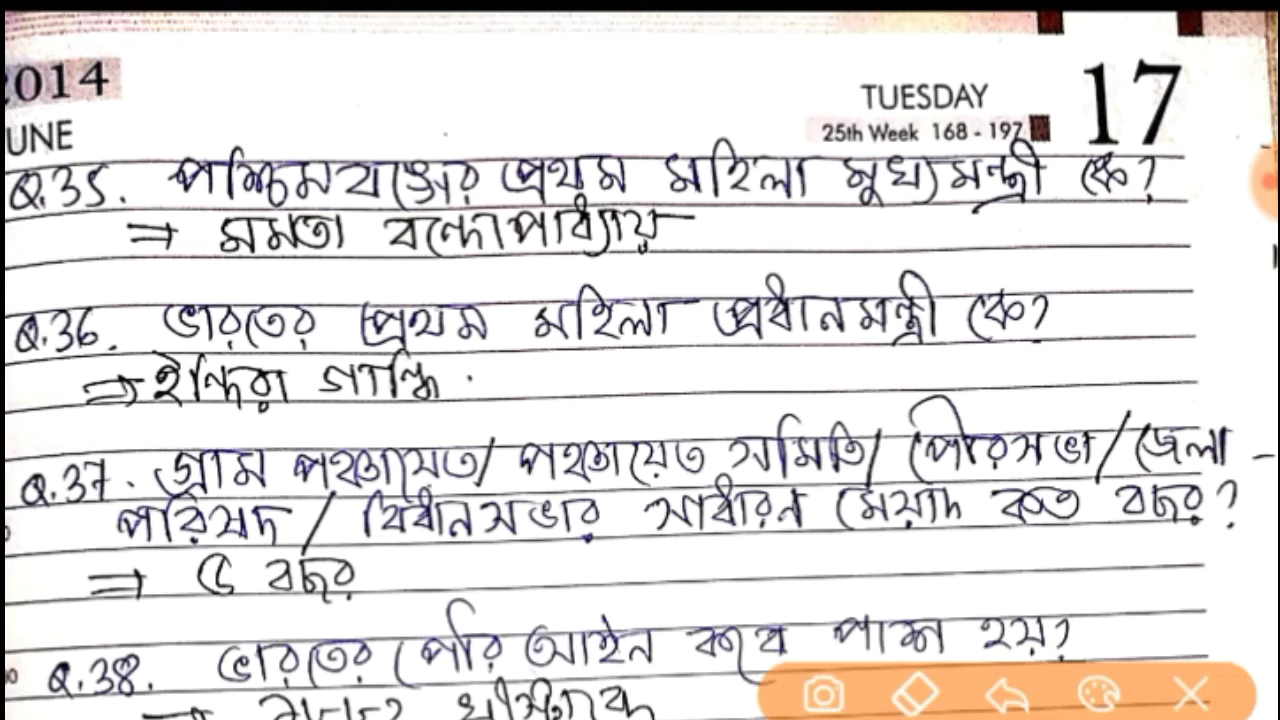 2014
JUNE
TUESDAY
17
25th Week 168 - 197
Q.35. পশ্চিমবঙ্গের প্রথম মহিলা মুখ্যমন্ত্রী কে?
⇒ মমতা বন্দোপাধ্যায়
Q.36. ভারতের প্রথম মহিলা প্রধানমন্ত্রী কে?
⇒ ইন্দিরা গান্ধি.
Q.37. গ্রাম পঞ্চায়েত/ পঞ্চায়েত সমিতি/ পৌরসভা/জেলা -
পরিষদ / বিধানসভার সাধারন মেয়াদ কত বছর?
⇒ ৫ বছর
Q.38. ভারতের পৌর আইন কবে পাশ হয়?
⇒ খ্রীস্টাব্দে